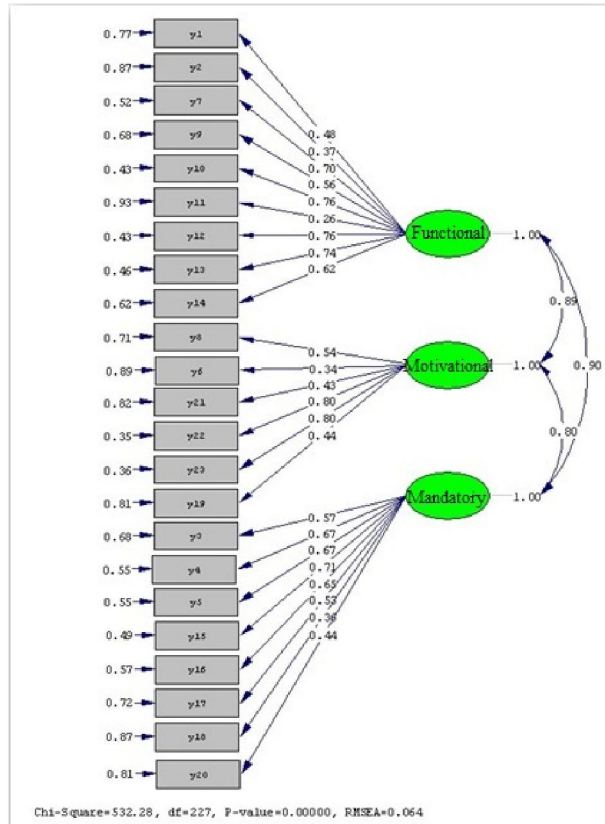 0.77 y1
0.87 y2
0.52 y7
0.68 y9
0.43 y10
0.93 y11
0.43 y12
0.46 y13
0.62 y14
0.71 y8
0.89 y6
0.82 y21
0.35 y22
0.36 y23
0.81 y19
0.68 y3
0.55 y4
0.55 y5
0.49 y15
0.57 y16
0.72 y17
0.87 y18
0.81 y20
0.48
0.37
0.70
0.56
0.76
0.26
0.76
0.74
0.62
0.54
0.34
0.43
0.80
0.80
0.44
0.57
0.67
0.67
0.71
0.65
0.53
0.36
0.44
Functional 1.00
Motivational 1.00
Mandatory 1.00
0.89
0.90
0.80
Chi-Square=532.28, df=227, P-value=0.00000, RMSEA=0.064